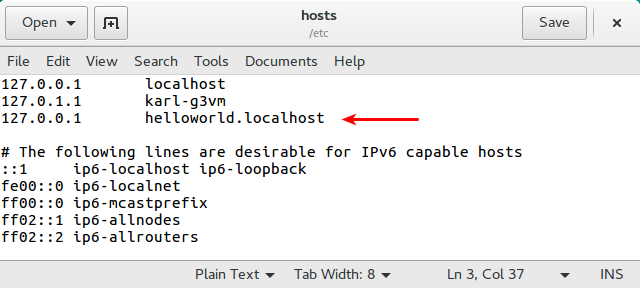 Open hosts Save
/etc
File Edit View Search Tools Documents Help
127.0.0.1 localhost
127.0.1.1 karl-g3vm
127.0.0.1 helloworld.localhost
# The following lines are desirable for IPv6 capable hosts
::1 ip6-localhost ip6-loopback
fe00::0 ip6-localnet
ff00::0 ip6-mcastprefix
ff02::1 ip6-allnodes
ff02::2 ip6-allrouters
Plain Text Tab Width: 8 Ln 3, Col 37 INS